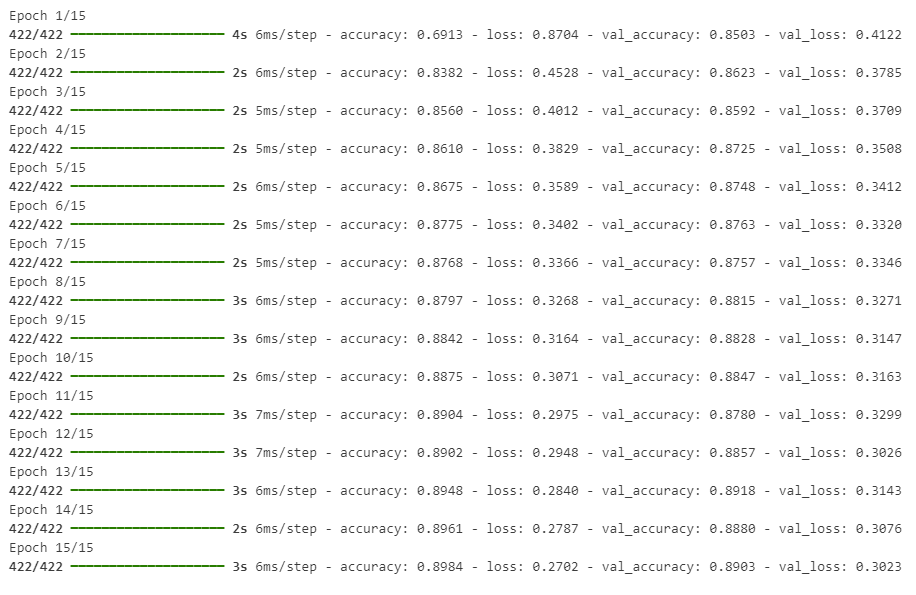 Epoch 1/15
422/422 ━━━━━━━━━━━━━━━━━━━━ 4s 6ms/step - accuracy: 0.6913 - loss: 0.8704 - val_accuracy: 0.8503 - val_loss: 0.4122
Epoch 2/15
422/422 ━━━━━━━━━━━━━━━━━━━━ 2s 6ms/step - accuracy: 0.8382 - loss: 0.4528 - val_accuracy: 0.8623 - val_loss: 0.3785
Epoch 3/15
422/422 ━━━━━━━━━━━━━━━━━━━━ 2s 5ms/step - accuracy: 0.8560 - loss: 0.4012 - val_accuracy: 0.8592 - val_loss: 0.3709
Epoch 4/15
422/422 ━━━━━━━━━━━━━━━━━━━━ 2s 5ms/step - accuracy: 0.8610 - loss: 0.3829 - val_accuracy: 0.8725 - val_loss: 0.3508
Epoch 5/15
422/422 ━━━━━━━━━━━━━━━━━━━━ 2s 6ms/step - accuracy: 0.8675 - loss: 0.3589 - val_accuracy: 0.8748 - val_loss: 0.3412
Epoch 6/15
422/422 ━━━━━━━━━━━━━━━━━━━━ 2s 5ms/step - accuracy: 0.8775 - loss: 0.3402 - val_accuracy: 0.8763 - val_loss: 0.3320
Epoch 7/15
422/422 ━━━━━━━━━━━━━━━━━━━━ 2s 5ms/step - accuracy: 0.8768 - loss: 0.3366 - val_accuracy: 0.8757 - val_loss: 0.3346
Epoch 8/15
422/422 ━━━━━━━━━━━━━━━━━━━━ 3s 6ms/step - accuracy: 0.8797 - loss: 0.3268 - val_accuracy: 0.8815 - val_loss: 0.3271
Epoch 9/15
422/422 ━━━━━━━━━━━━━━━━━━━━ 3s 6ms/step - accuracy: 0.8842 - loss: 0.3164 - val_accuracy: 0.8828 - val_loss: 0.3147
Epoch 10/15
422/422 ━━━━━━━━━━━━━━━━━━━━ 2s 6ms/step - accuracy: 0.8875 - loss: 0.3071 - val_accuracy: 0.8847 - val_loss: 0.3163
Epoch 11/15
422/422 ━━━━━━━━━━━━━━━━━━━━ 3s 7ms/step - accuracy: 0.8904 - loss: 0.2975 - val_accuracy: 0.8780 - val_loss: 0.3299
Epoch 12/15
422/422 ━━━━━━━━━━━━━━━━━━━━ 3s 7ms/step - accuracy: 0.8902 - loss: 0.2948 - val_accuracy: 0.8857 - val_loss: 0.3026
Epoch 13/15
422/422 ━━━━━━━━━━━━━━━━━━━━ 3s 6ms/step - accuracy: 0.8948 - loss: 0.2840 - val_accuracy: 0.8918 - val_loss: 0.3143
Epoch 14/15
422/422 ━━━━━━━━━━━━━━━━━━━━ 2s 6ms/step - accuracy: 0.8961 - loss: 0.2787 - val_accuracy: 0.8880 - val_loss: 0.3076
Epoch 15/15
422/422 ━━━━━━━━━━━━━━━━━━━━ 3s 6ms/step - accuracy: 0.8984 - loss: 0.2702 - val_accuracy: 0.8903 - val_loss: 0.3023